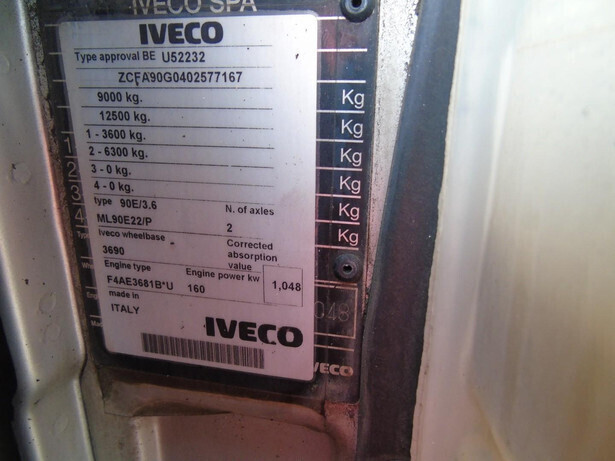 IVECO SPA
IVECO
Type approval BE U52232
ZCFA90G0402577167
9000 kg. Kg
12500 kg. Kg
1 - 3600 kg. Kg
1 2 - 6300 kg. Kg
2 3 - 0 kg. Kg
3 4 - 0 kg.
4 type 90E/3.6 N. of axles Kg
ML90E22/P 2
Iveco wheelbase Corrected
3690 absorption
value
Engine type Engine power kw 1,048
F4AE3681B*U 160
made in 048
ITALY
IVECO
VECO